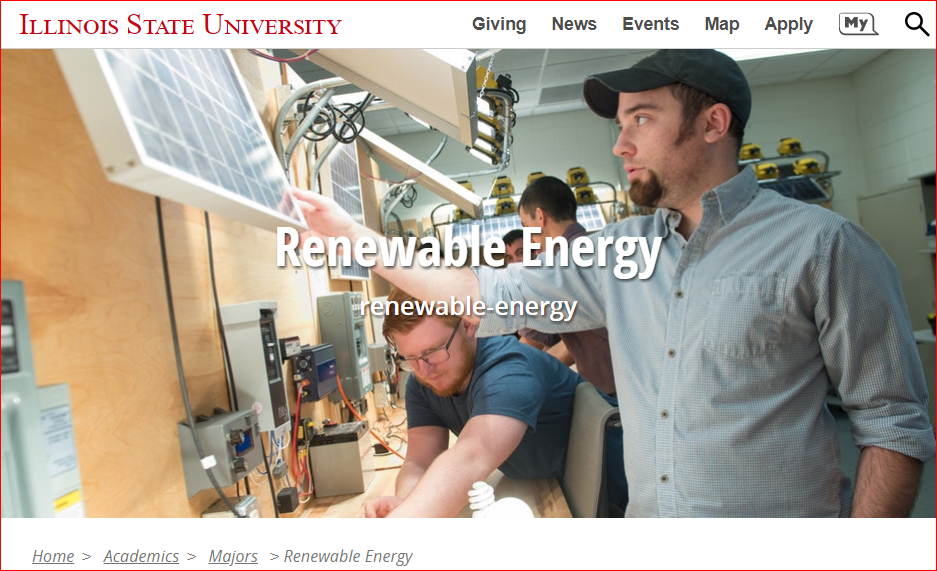 Illinois State University Giving News Events Map Apply My
Renewable Energy
renewable-energy
Home > Academics > Majors > Renewable Energy